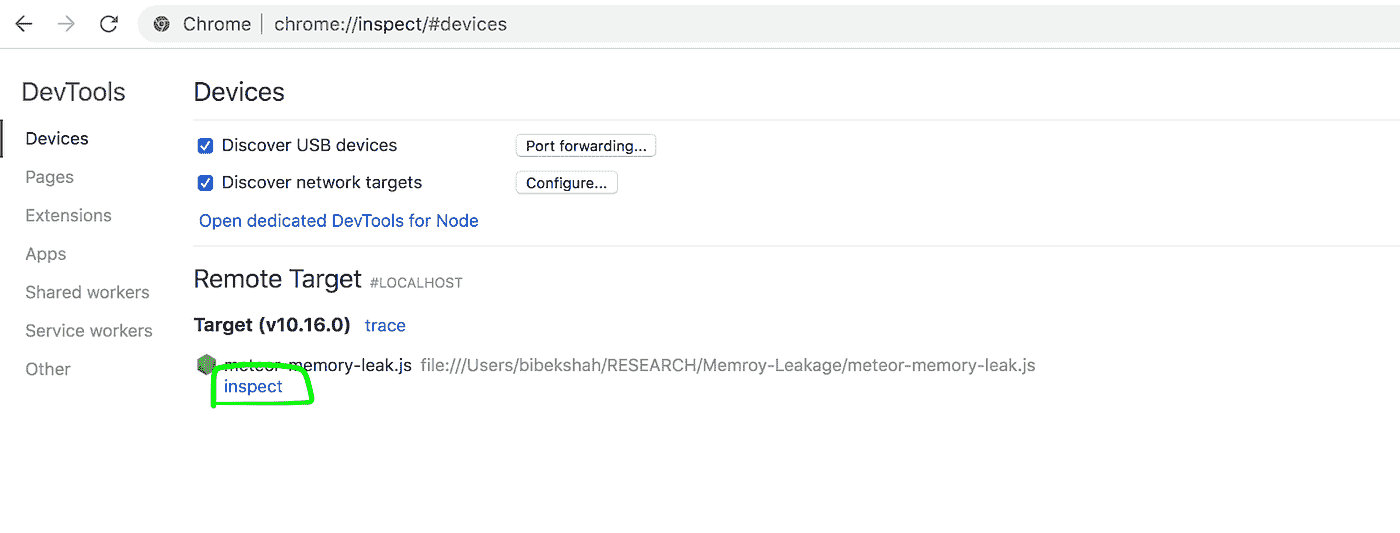 Chrome | chrome://inspect/#devices
DevTools
Devices
Pages
Extensions
Apps
Shared workers
Service workers
Other
Devices
Discover USB devices Port forwarding...
Discover network targets Configure...
Open dedicated DevTools for Node
Remote Target #LOCALHOST
Target (v10.16.0) trace
meteor-memory-leak.js file:///Users/bibekshah/RESEARCH/Memroy-Leakage/meteor-memory-leak.js
inspect